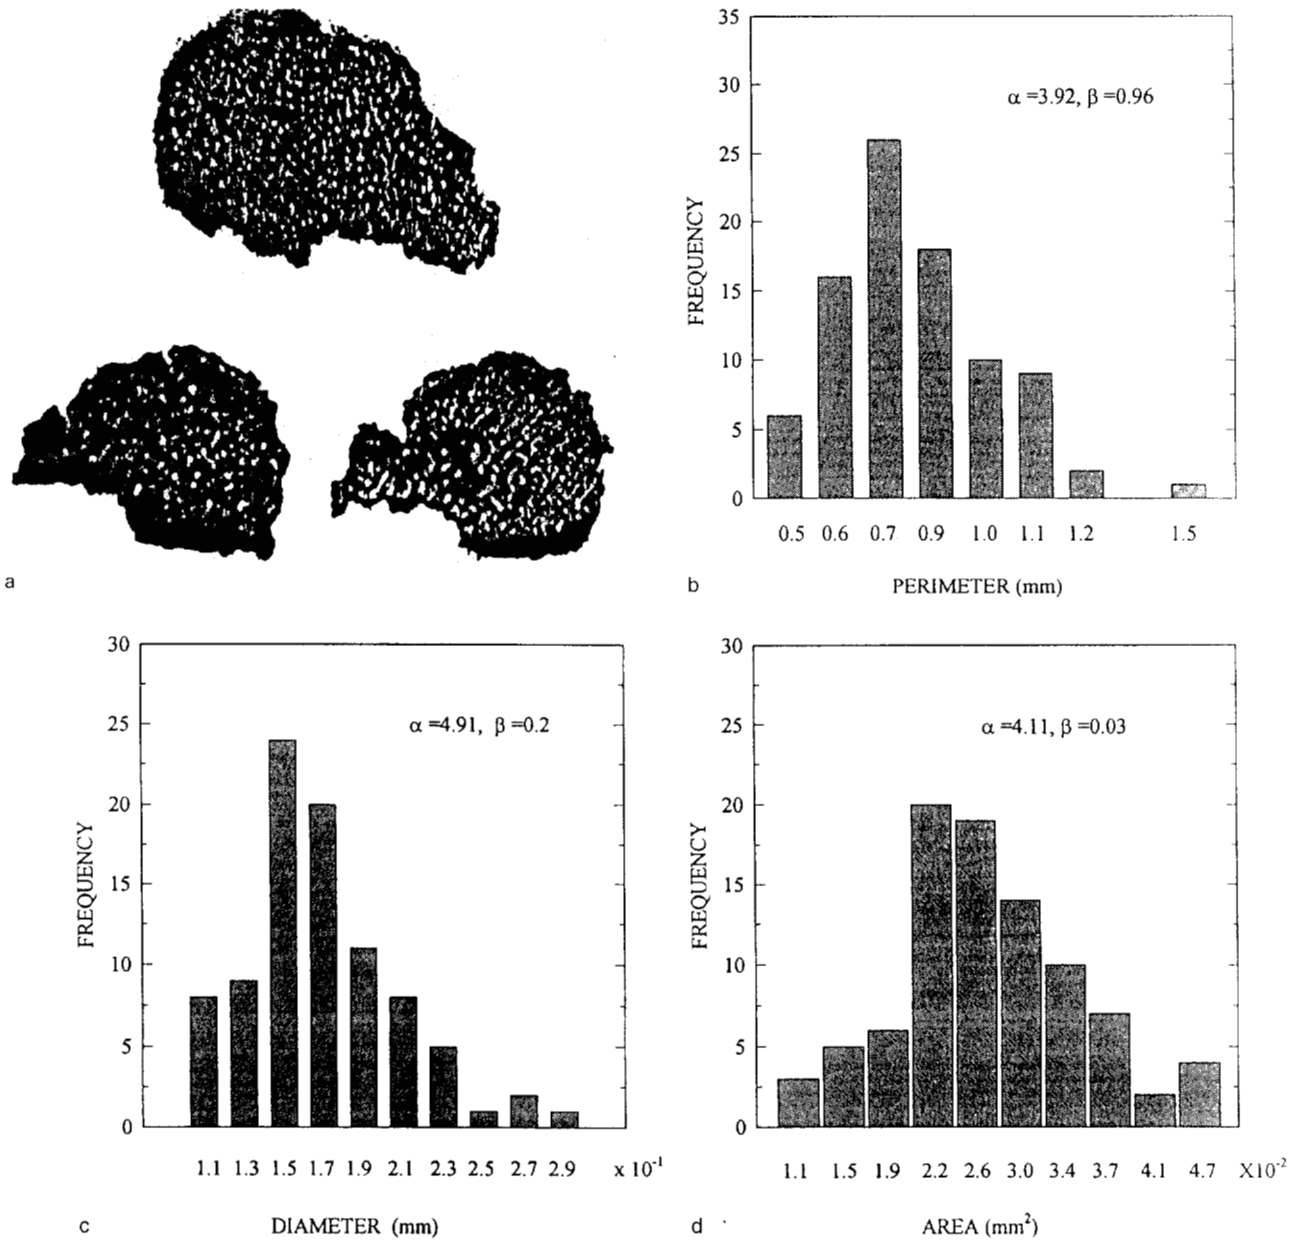 35
30
25
20
15
10
5
0
FREQUENCY
α =3.92, β =0.96
0.5 0.6 0.7 0.9 1.0 1.1 1.2 1.5
PERIMETER (mm)
a
b
30
25
20
15
10
5
0
FREQUENCY
α =4.91, β =0.2
1.1 1.3 1.5 1.7 1.9 2.1 2.3 2.5 2.7 2.9 x 10⁻¹
DIAMETER (mm)
c
30
25
20
15
10
5
0
FREQUENCY
α =4.11, β =0.03
1.1 1.5 1.9 2.2 2.6 3.0 3.4 3.7 4.1 4.7 X10⁻²
AREA (mm²)
d